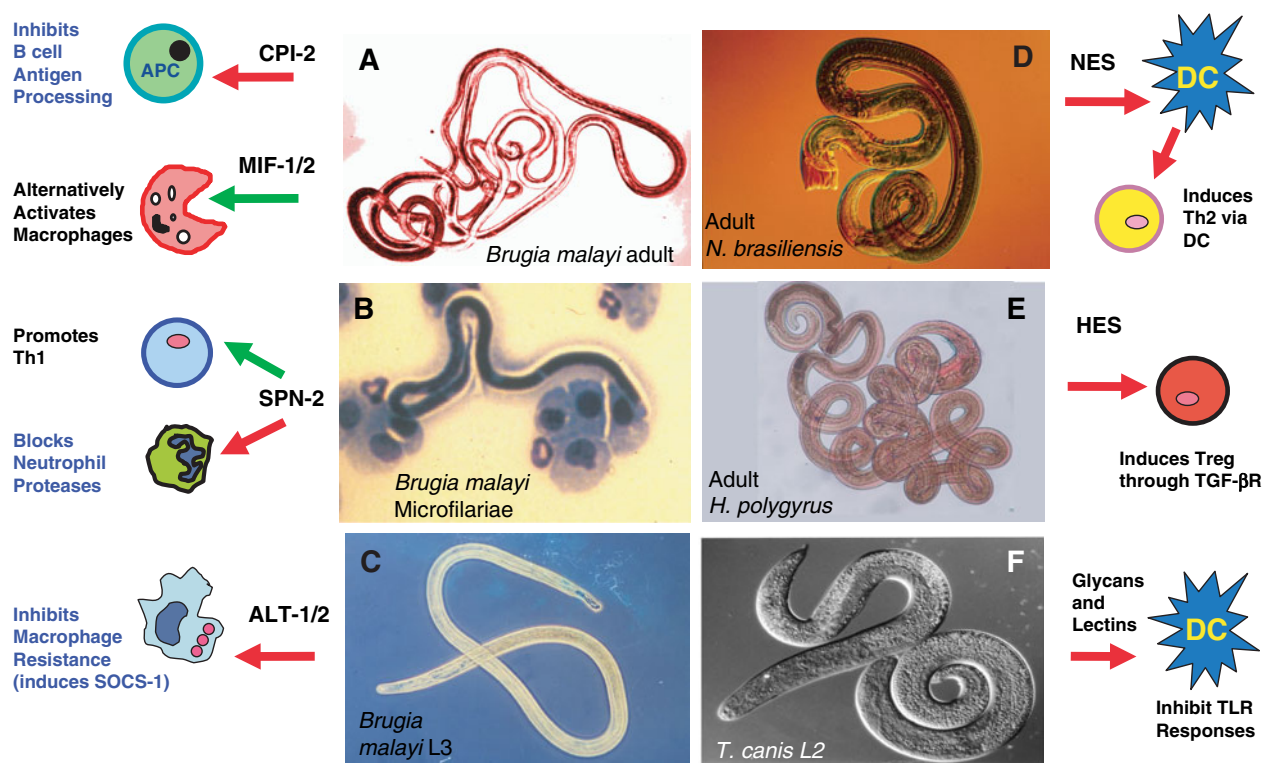 Inhibits
B cell
Antigen
Processing
APC
CPI-2
Alternatively
Activates
Macrophages
MIF-1/2
A
Brugia malayi adult
Promotes
Th1
SPN-2
Blocks
Neutrophil
Proteases
B
Brugia malayi
Microfilariae
Inhibits
Macrophage
Resistance
(induces SOCS-1)
ALT-1/2
C
Brugia
malayi L3
D
Adult
N. brasiliensis
NES
DC
Induces
Th2 via
DC
E
Adult
H. polygyrus
HES
Induces Treg
through TGF-βR
F
T. canis L2
Glycans
and
Lectins
DC
Inhibit TLR
Responses